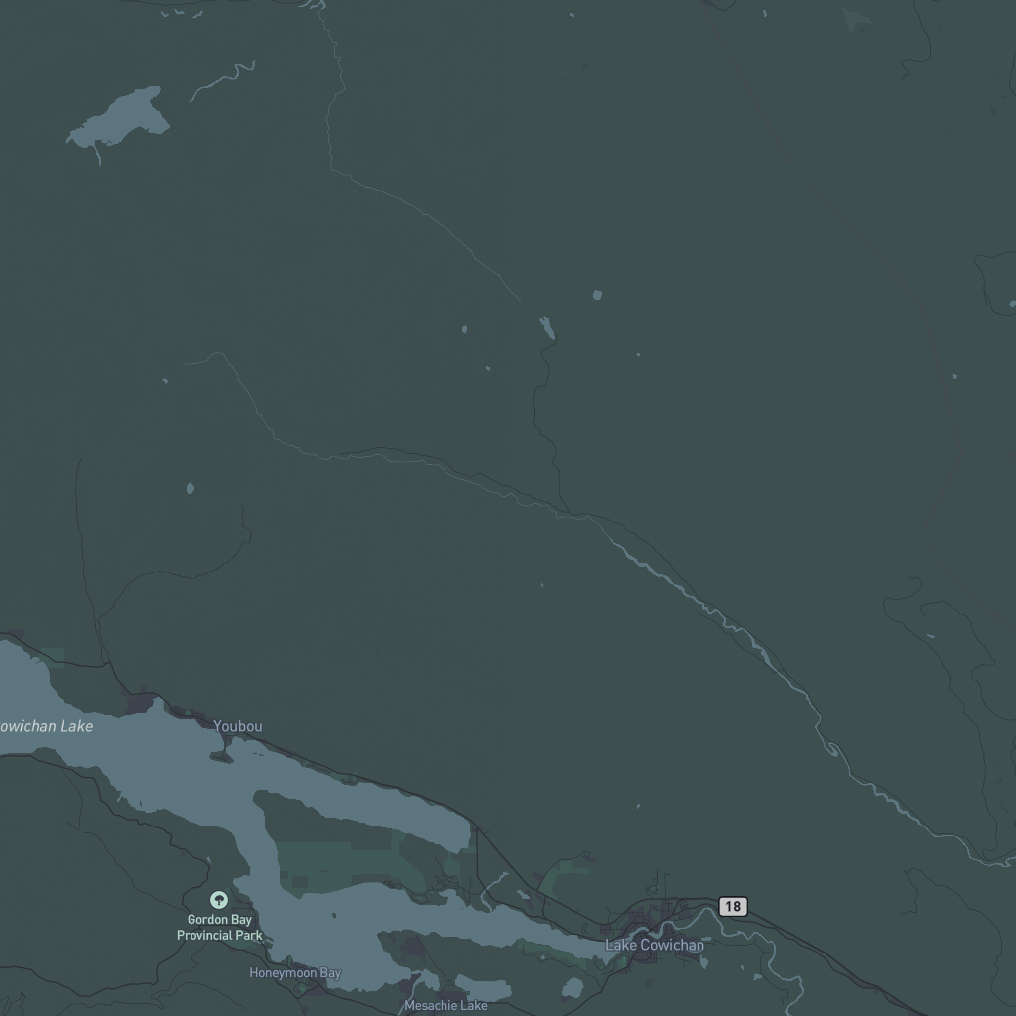 owichan Lake
Youbou
18
Gordon Bay
Provincial Park
Lake Cowichan
Honeymoon Bay
Mesachie Lake